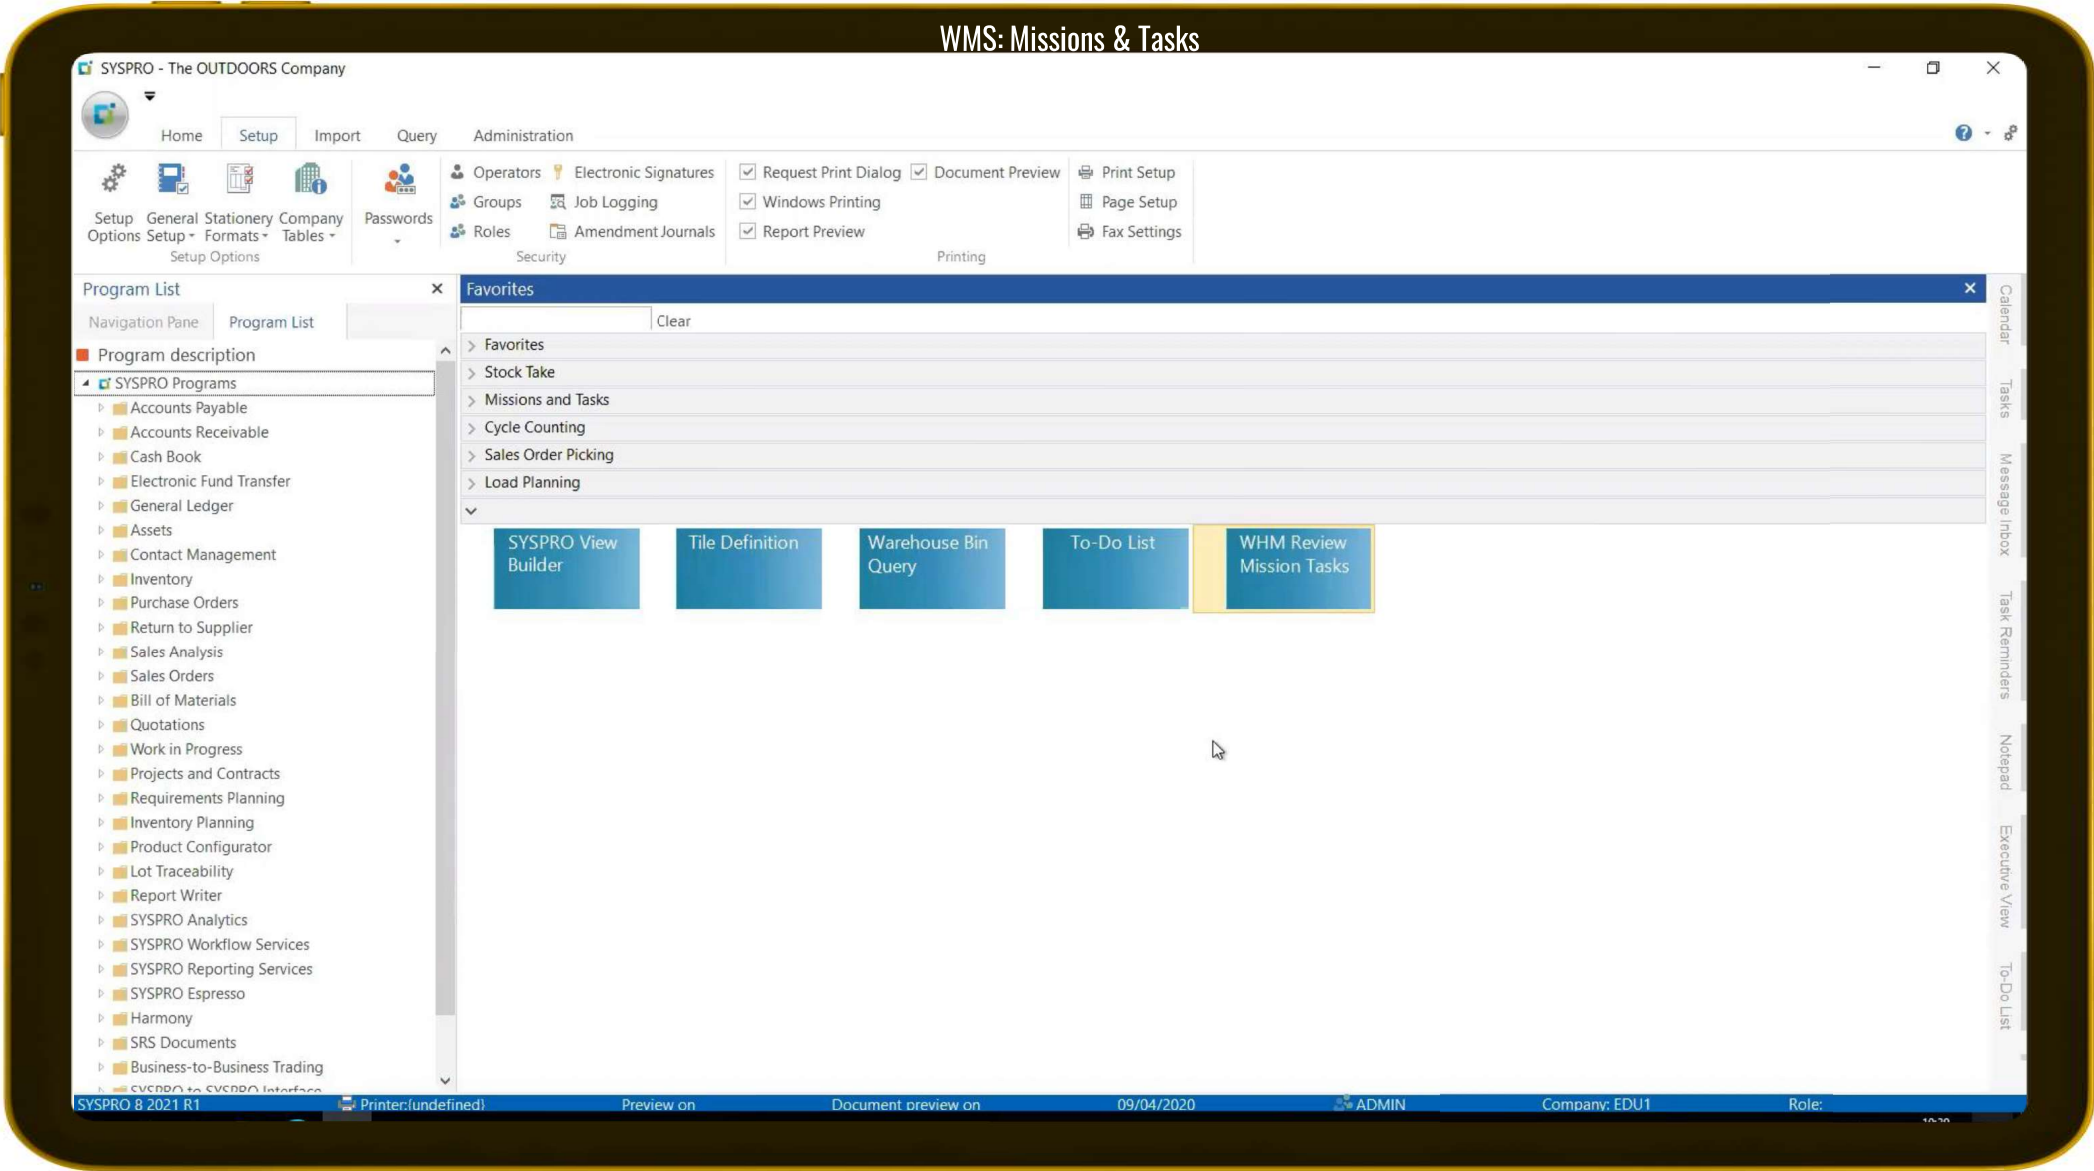 WMS: Missions & Tasks
SYSPRO - The OUTDOORS Company
Home Setup Import Query Administration
Setup Options
General Setup
Stationery Formats
Company Tables
Setup Options
Passwords
Operators
Groups
Roles
Electronic Signatures
Job Logging
Amendment Journals
Security
Request Print Dialog
Document Preview
Windows Printing
Report Preview
Print Setup
Page Setup
Fax Settings
Printing
Program List
Navigation Pane Program List
Program description
SYSPRO Programs
Accounts Payable
Accounts Receivable
Cash Book
Electronic Fund Transfer
General Ledger
Assets
Contact Management
Inventory
Purchase Orders
Return to Supplier
Sales Analysis
Sales Orders
Bill of Materials
Quotations
Work in Progress
Projects and Contracts
Requirements Planning
Inventory Planning
Product Configurator
Lot Traceability
Report Writer
SYSPRO Analytics
SYSPRO Workflow Services
SYSPRO Reporting Services
SYSPRO Espresso
Harmony
SRS Documents
Business-to-Business Trading
SYSPRO to SYSPRO Interface
Favorites
Clear
Favorites
Stock Take
Missions and Tasks
Cycle Counting
Sales Order Picking
Load Planning
SYSPRO View
Builder
Tile Definition
Warehouse Bin
Query
To-Do List
WHM Review
Mission Tasks
Calendar
Tasks
Message Inbox
Task Reminders
Notepad
Executive View
To-Do List
SYSPRO 8 2021 R1 Printer:{undefined} Preview on Document preview on 09/04/2020 ADMIN Company: EDU1 Role: